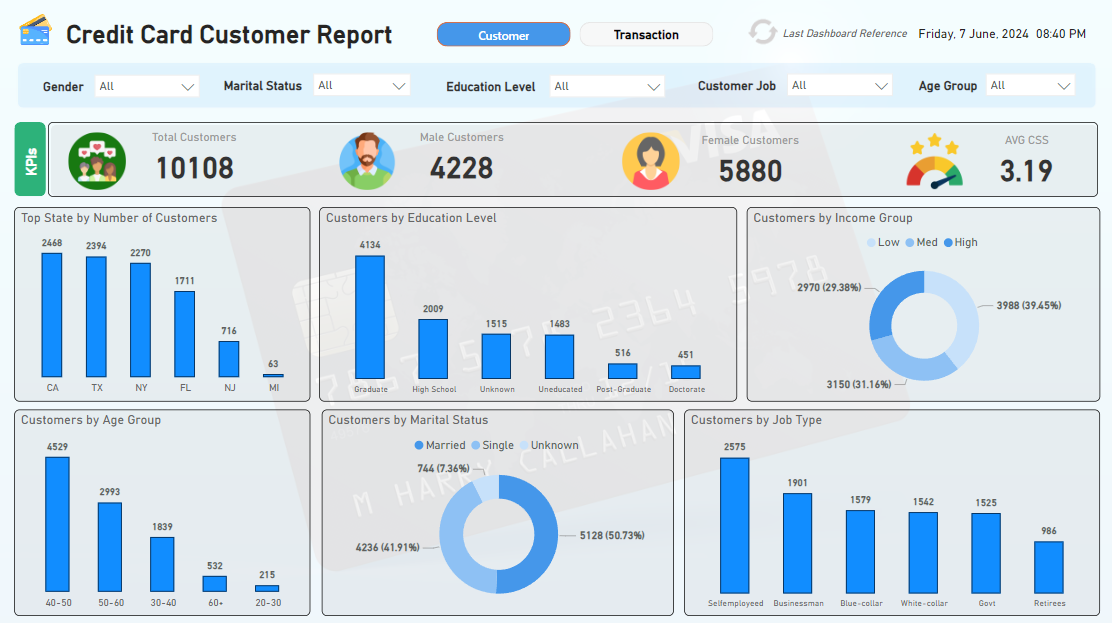 Credit Card Customer Report
Customer
Transaction
Last Dashboard Reference
Friday, 7 June, 2024 08:40 PM
Gender All
Marital Status All
Education Level All
Customer Job All
Age Group All
KPIs
Total Customers
10108
Male Customers
4228
Female Customers
5880
AVG CSS
3.19
VISA
Top State by Number of Customers
2468
2394
2270
1711
716
63
CA TX NY FL NJ MI
Customers by Education Level
4134
2009
1515
1483
516
451
Graduate High School Unknown Uneducated Post-Graduate Doctorate
Customers by Income Group
Low Med High
2970 (29.38%)
3988 (39.45%)
3150 (31.16%)
Customers by Age Group
4529
2993
1839
532
215
40-50 50-60 30-40 60+ 20-30
Customers by Marital Status
Married Single Unknown
744 (7.36%)
4236 (41.91%)
5128 (50.73%)
M HARRY CALLAHAN
Customers by Job Type
2575
1901
1579
1542
1525
986
Selfemployeed Businessman Blue-collar White-collar Govt Retirees